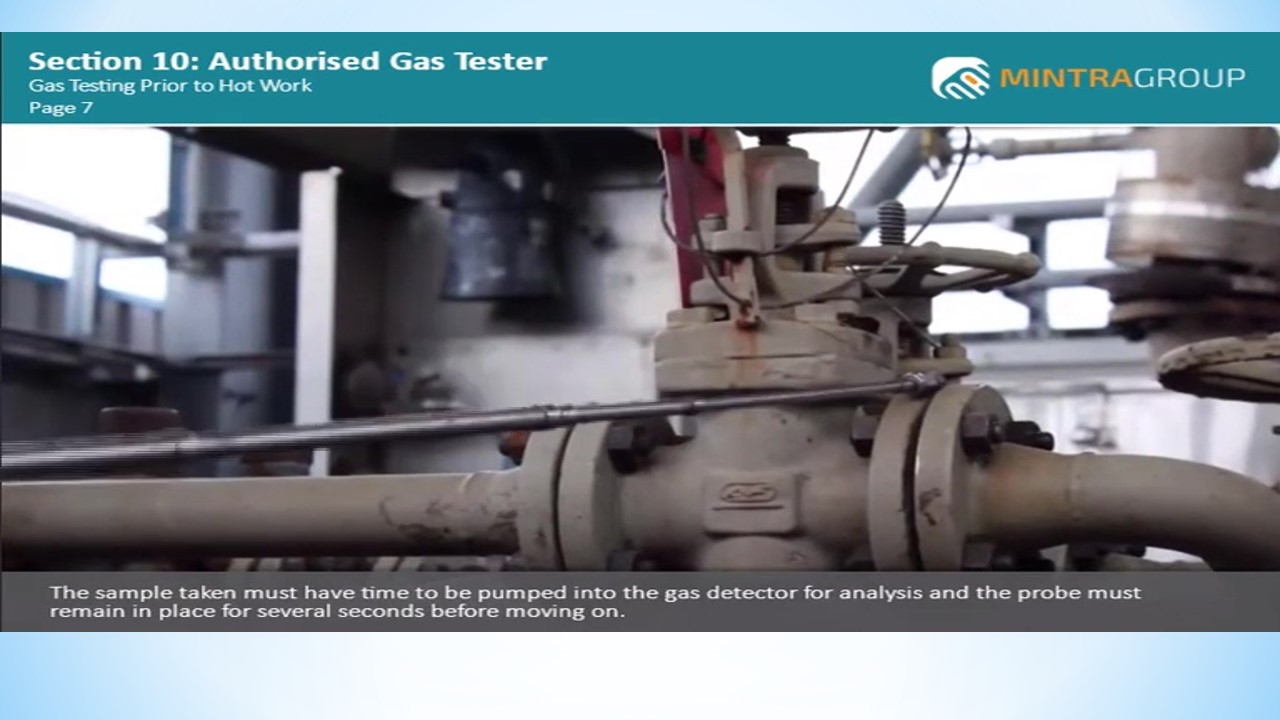 Section 10: Authorised Gas Tester
Gas Testing Prior to Hot Work
Page 7
MINTRAGROUP
The sample taken must have time to be pumped into the gas detector for analysis and the probe must
remain in place for several seconds before moving on.